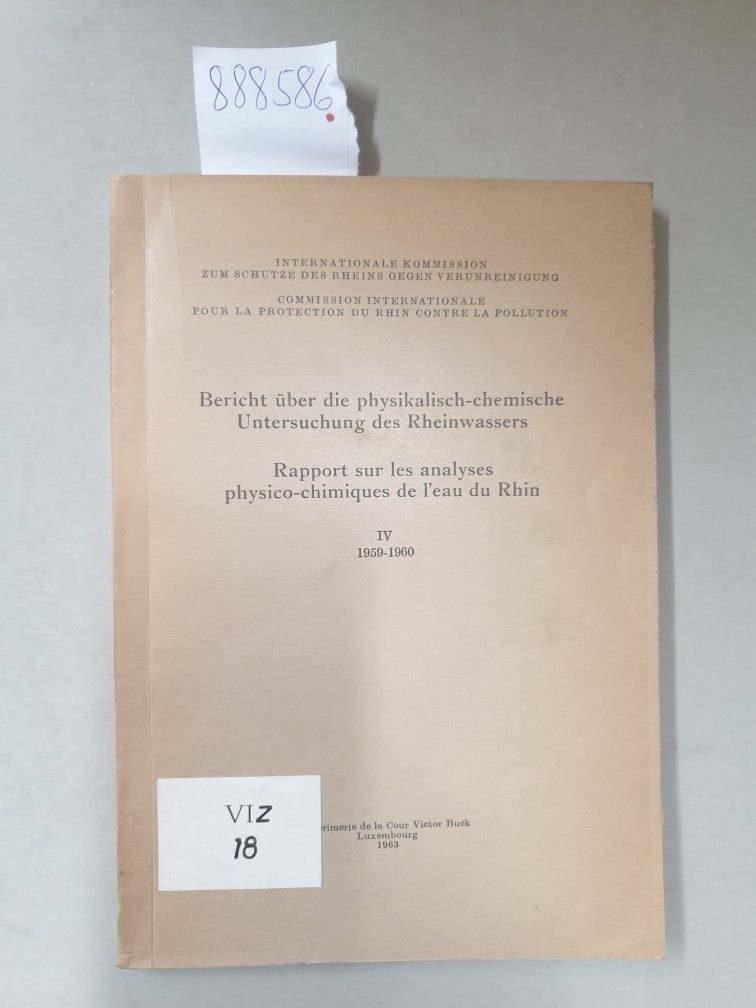 888586
INTERNATIONALE KOMMISSION
ZUM SCHUTZE DES RHEINS GEGEN VERUNREINIGUNG
COMMISSION INTERNATIONALE
POUR LA PROTECTION DU RHIN CONTRE LA POLLUTION
Bericht über die physikalisch-chemische
Untersuchung des Rheinwassers
Rapport sur les analyses
physico-chimiques de l'eau du Rhin
IV
1959-1960
VIZ
18
de la Cour Victor Buck
Luxembourg
1963